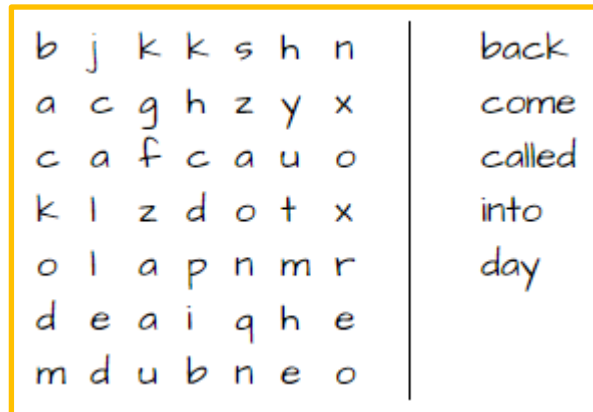 b j k k s h n back
a c g h z y x come
c a f c a u o called
k l z d o t x into
o l a p n m r day
d e a i q h e
m d u b n e o